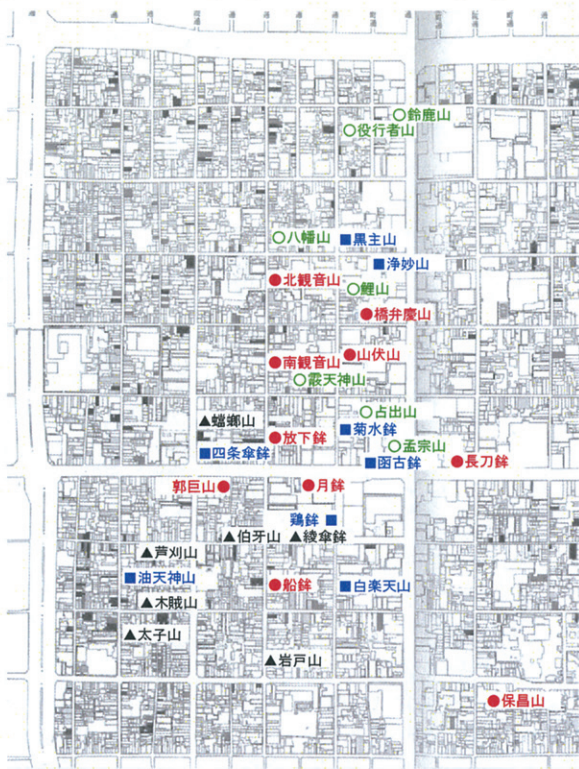 ○鈴鹿山
○役行者山
○八幡山
■黒主山
■浄妙山
●北観音山
○鯉山
●橋弁慶山
●南観音山
●山伏山
○霰天神山
▲蟷螂山
○占出山
■菊水鉾
●放下鉾
○孟宗山
■四条傘鉾
■函谷鉾
●長刀鉾
郭巨山●
●月鉾
鶏鉾■
▲伯牙山
▲綾傘鉾
▲芦刈山
■油天神山
●船鉾
■白楽天山
▲木賊山
▲太子山
▲岩戸山
●保昌山